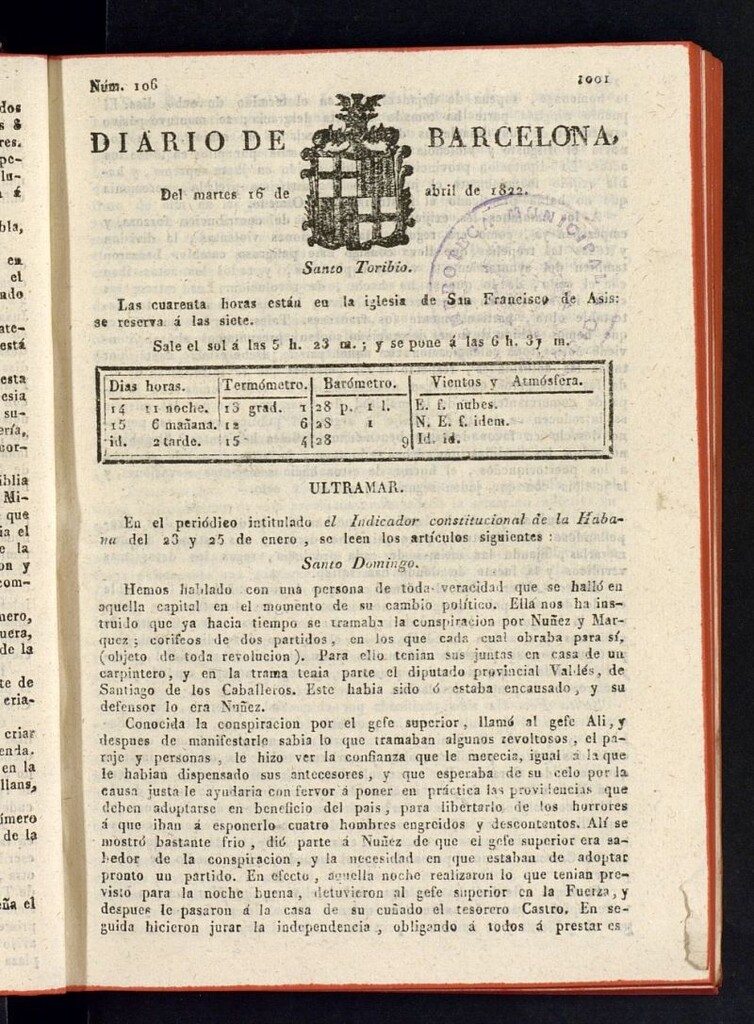 Núm. 106
1001
DIARIO DE BARCELONA,
Del martes 16 de abril de 1822.
Santo Toribio.
Las cuarenta horas están en la iglesia de San Francisco de Asis:
se reserva á las siete.
Sale el sol á las 5 h. 23 m.; y se pone á las 6 h. 37 m.
Dias horas. Termómetro. Barómetro. Vientos y Atmósfera.
14 11 noche. 13 grad. 1 28 p. 1 l. E. f. nubes.
15 6 mañana. 12 6 28 1 N. E. f. idem.
id. 2 tarde. 15 4 28 9 Id. id.
ULTRAMAR.
En el periódico intitulado el Indicador constitucional de la Haba-
na del 23 y 25 de enero, se leen los artículos siguientes:
Santo Domingo.
Hemos hablado con una persona de toda veracidad que se halló en
aquella capital en el momento de su cambio político. Ella nos ha ins-
truido que ya hacia tiempo se tramaba la conspiracion por Nuñez y Mar-
quez; corifeos de dos partidos, en los que cada cual obraba para sí,
(objeto de toda revolucion). Para ello tenian sus juntas en casa de un
carpintero, y en la trama tenia parte el diputado provincial Valdés, de
Santiago de los Caballeros. Este habia sido ó estaba encausado, y su
defensor lo era Nuñez.
Conocida la conspiracion por el gefe superior, llamó al gefe Ali, y
despues de manifestarle sabia lo que tramaban algunos revoltosos, el pa-
raje y personas, le hizo ver la confianza que le merecia, igual á la que
le habian dispensado sus antecesores, y que esperaba de su celo por la
causa justa le ayudaria con fervor á poner en práctica las providencias que
deben adoptarse en beneficio del pais, para libertarlo de los horrores
á que iban á esponerlo cuatro hombres engreidos y descontentos. Alí se
mostró bastante frio, dió parte á Nuñez de que el gefe superior era sa-
bedor de la conspiracion, y la necesidad en que estaban de adoptar
pronto un partido. En efecto, aquella noche realizaron lo que tenian pre-
visto para la noche buena, detuvieron al gefe superior en la Fuerza, y
despues le pasaron á la casa de su cuñado el tesorero Castro. En se-
guida hicieron jurar la independencia, obligando á todos á prestar es